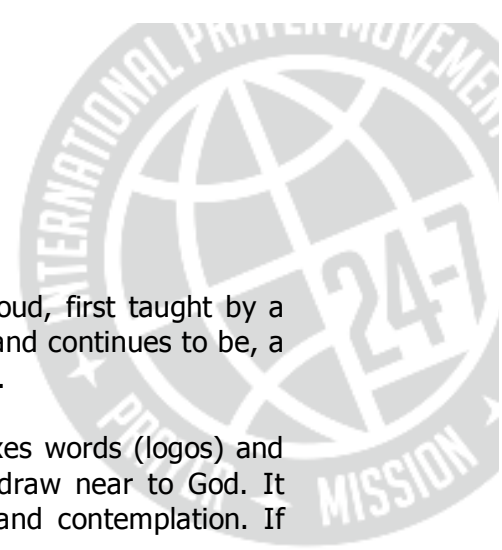 INTERNATIONAL PRAYER MOVEMENT
24-7
MISSION
oud, first taught by a
and continues to be, a
xes words (logos) and
draw near to God. It
and contemplation. If